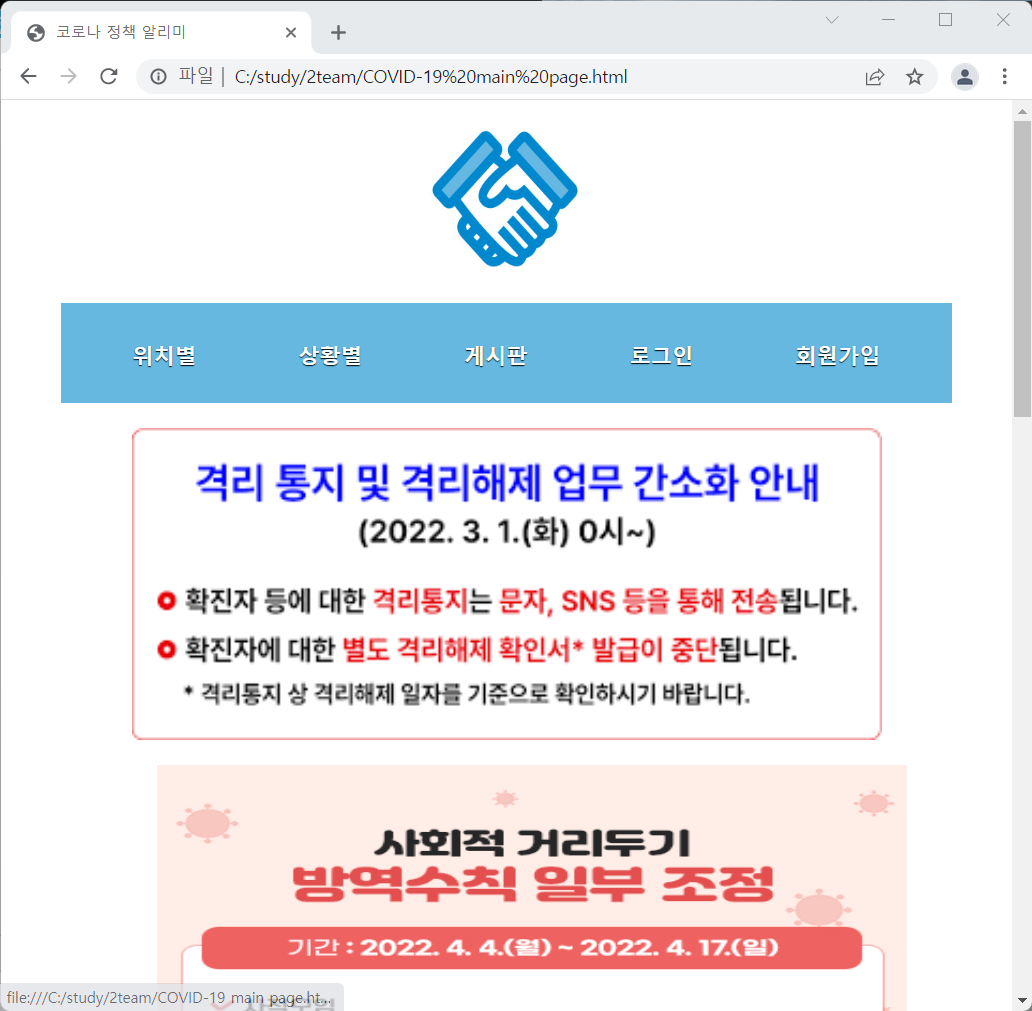 코로나 정책 알리미
파일 | C:/study/2team/COVID-19%20main%20page.html
위치별 상황별 게시판 로그인 회원가입
격리 통지 및 격리해제 업무 간소화 안내
(2022. 3. 1.(화) 0시~)
확진자 등에 대한 격리통지는 문자, SNS 등을 통해 전송됩니다.
확진자에 대한 별도 격리해제 확인서* 발급이 중단됩니다.
* 격리통지 상 격리해제 일자를 기준으로 확인하시기 바랍니다.
사회적 거리두기
방역수칙 일부 조정
기간 : 2022. 4. 4.(월) ~ 2022. 4. 17.(일)
file:///C:/study/2team/COVID-19 main page.ht...